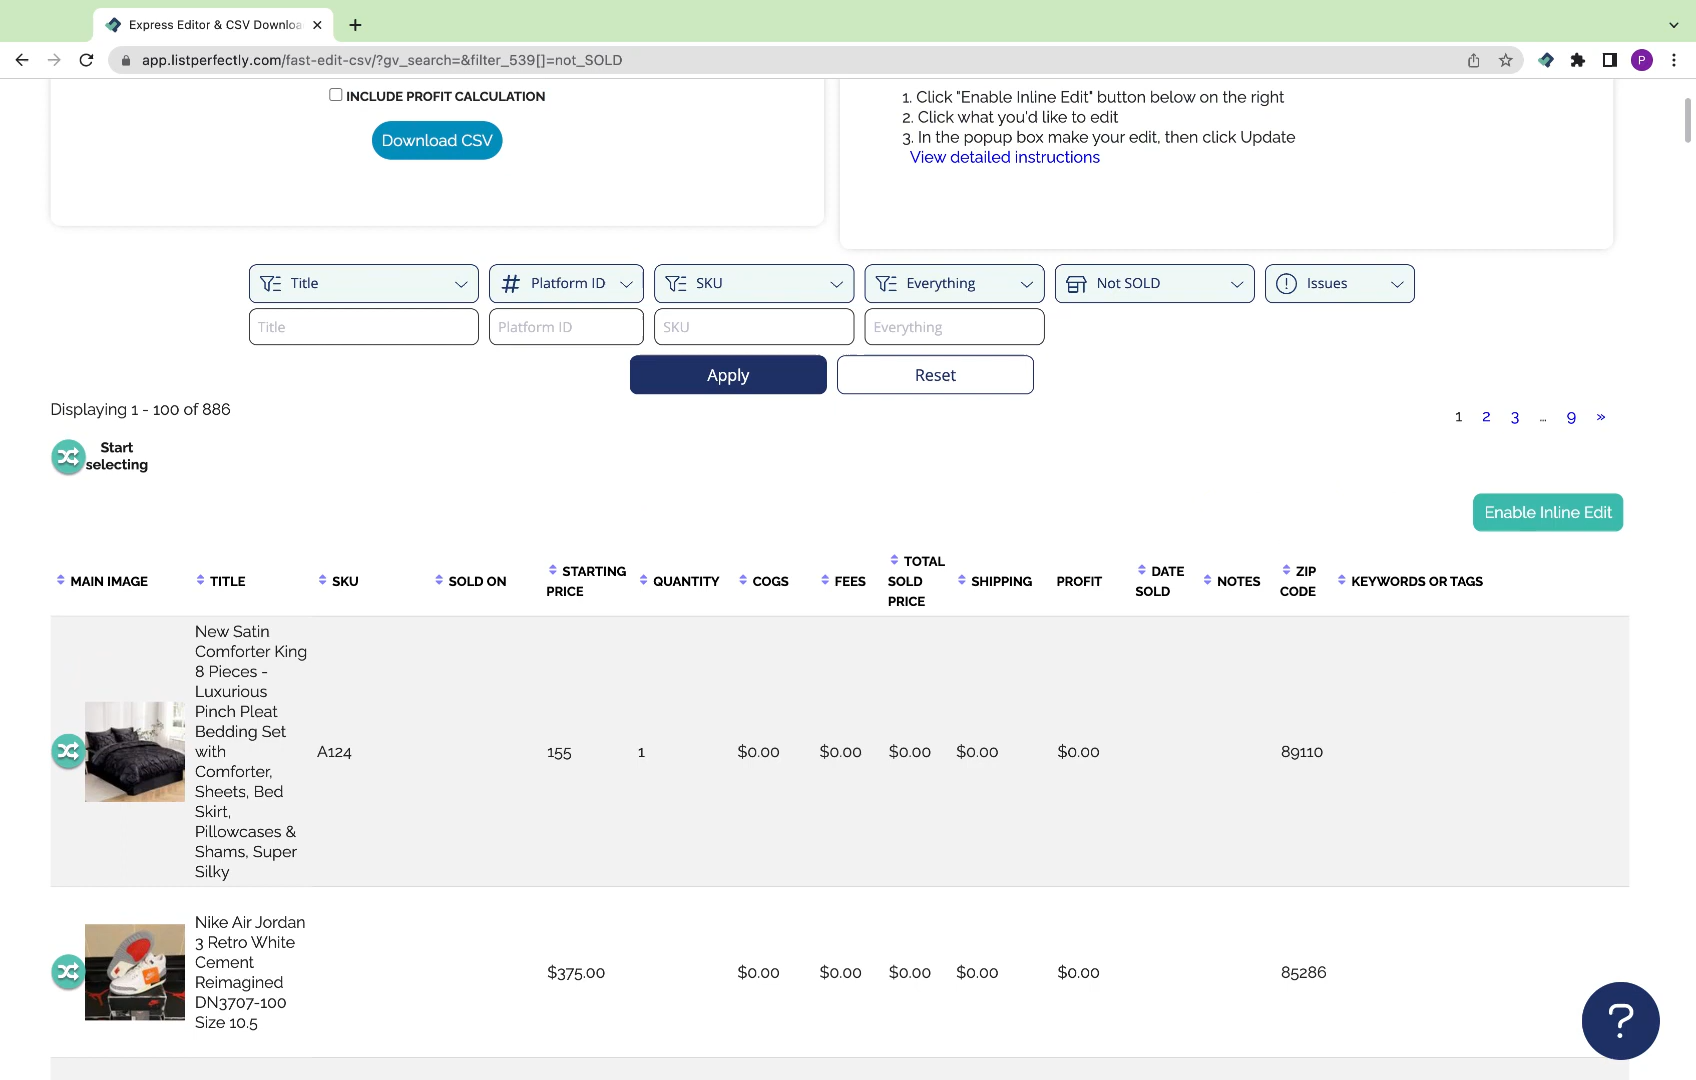 Express Editor & CSV Downloa
app.listperfectly.com/fast-edit-csv/?gv_search=&filter_539[]=not_SOLD
P
INCLUDE PROFIT CALCULATION
Download CSV
1. Click "Enable Inline Edit" button below on the right
2. Click what you'd like to edit
3. In the popup box make your edit, then click Update
View detailed instructions
Title
Platform ID
SKU
Everything
Not SOLD
Issues
Title
Platform ID
SKU
Everything
Apply
Reset
Displaying 1 - 100 of 886
1 2 3 … 9 »
Start
selecting
Enable Inline Edit
MAIN IMAGE
TITLE
SKU
SOLD ON
STARTING
PRICE
QUANTITY
COGS
FEES
TOTAL
SOLD
PRICE
SHIPPING
PROFIT
DATE
SOLD
NOTES
ZIP
CODE
KEYWORDS OR TAGS
New Satin
Comforter King
8 Pieces -
Luxurious
Pinch Pleat
Bedding Set
with
Comforter,
Sheets, Bed
Skirt,
Pillowcases &
Shams, Super
Silky
A124
155
1
$0.00
$0.00
$0.00
$0.00
$0.00
89110
Nike Air Jordan
3 Retro White
Cement
Reimagined
DN3707-100
Size 10.5
$375.00
$0.00
$0.00
$0.00
$0.00
$0.00
85286
?